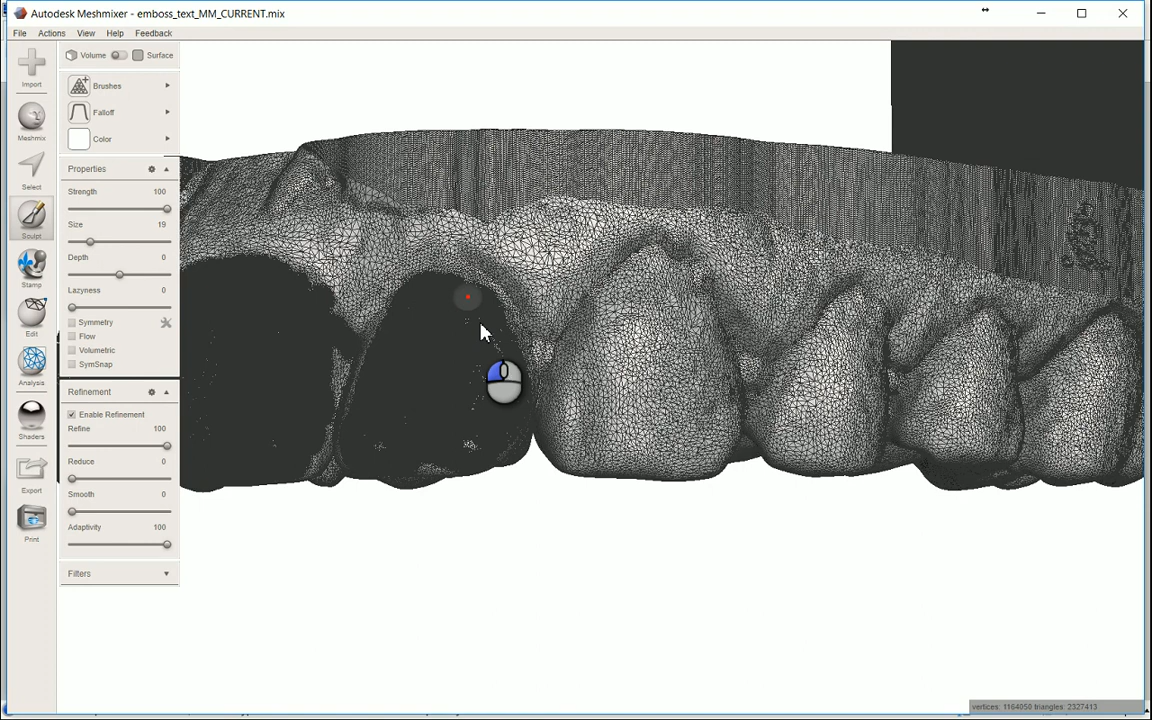 Autodesk Meshmixer - emboss_text_MM_CURRENT.mix
File Actions View Help Feedback
Import
Meshmix
Select
Sculpt
Stamp
Edit
Analysis
Shaders
Export
Print
Volume Surface
Brushes
Falloff
Color
Properties
Strength 100
Size 19
Depth 0
Lazyness 0
Symmetry
Flow
Volumetric
SymSnap
Refinement
Enable Refinement
Refine 100
Reduce 0
Smooth 0
Adaptivity 100
Filters
vertices: 1164050 triangles: 2327413